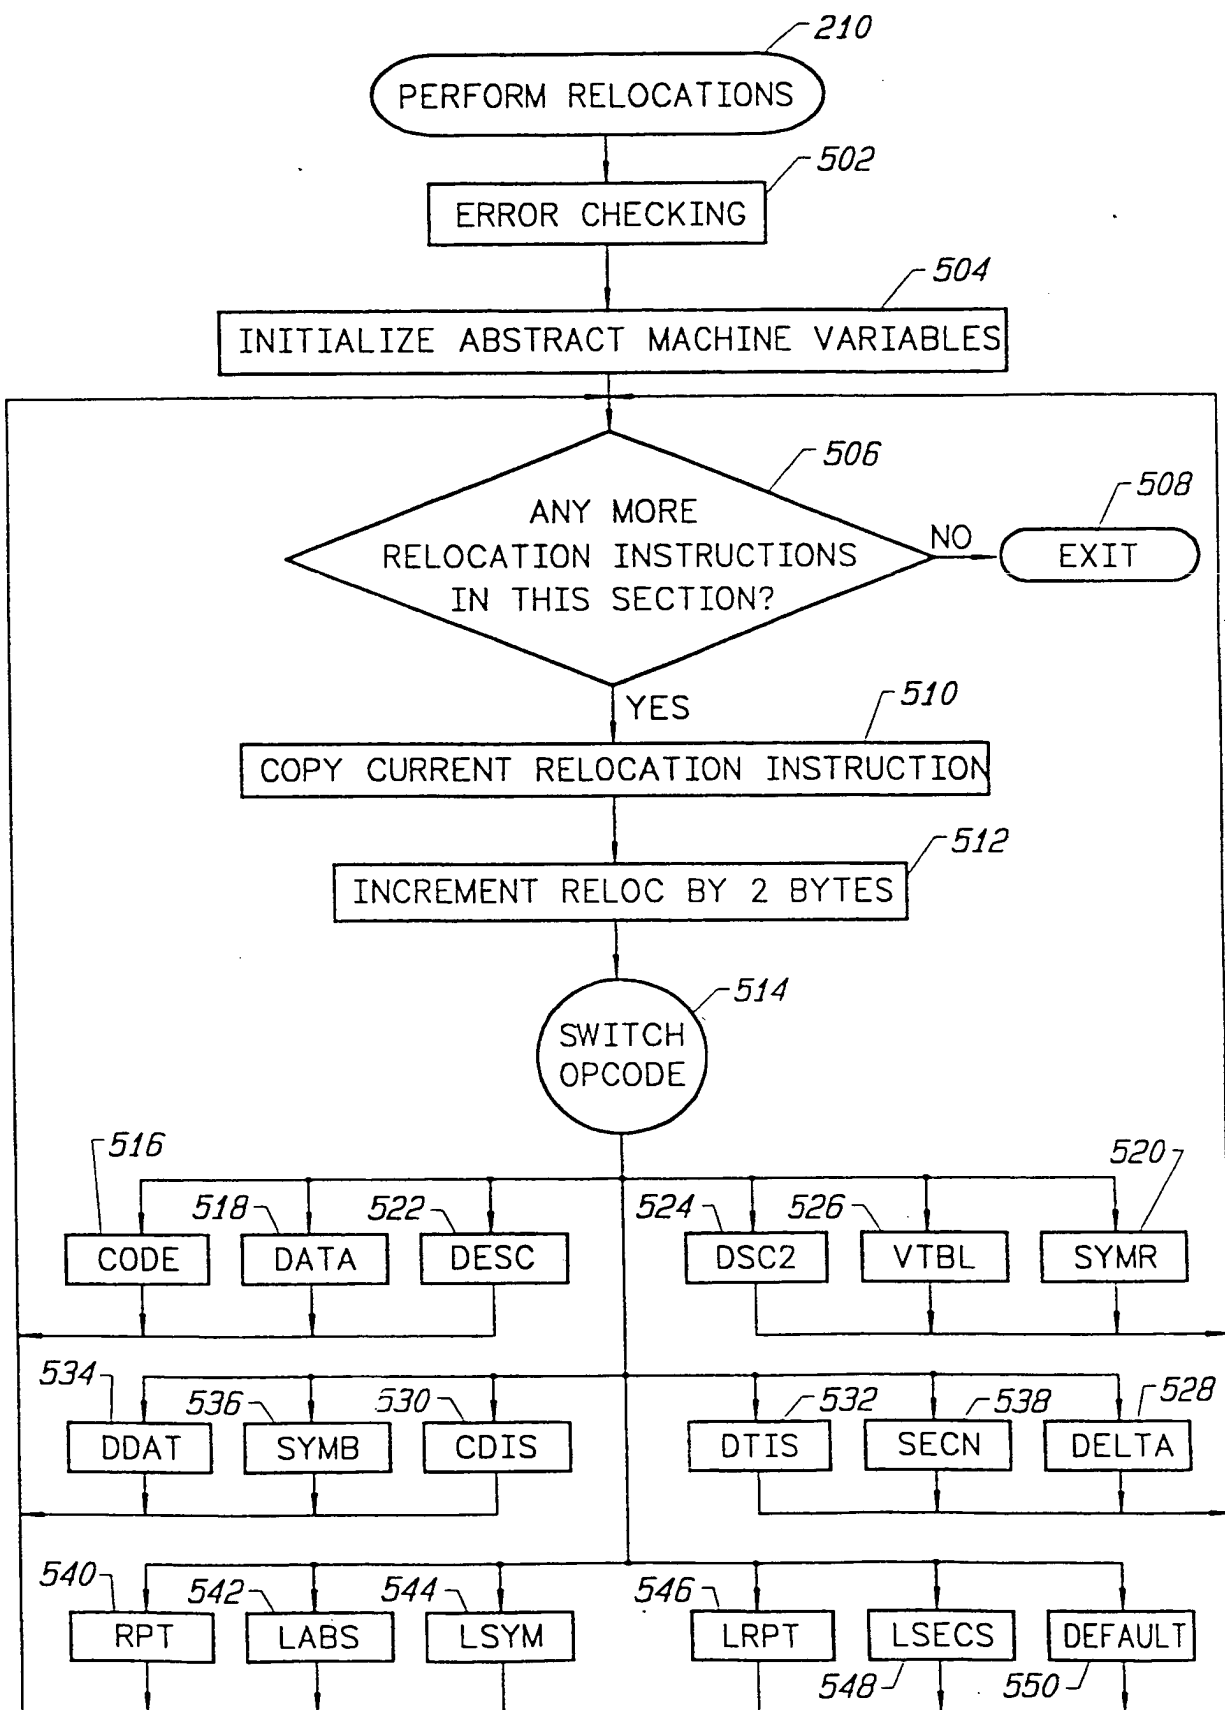 210
PERFORM RELOCATIONS
502
ERROR CHECKING
504
INITIALIZE ABSTRACT MACHINE VARIABLES
506
ANY MORE
RELOCATION INSTRUCTIONS
IN THIS SECTION?
NO
508
EXIT
YES
510
COPY CURRENT RELOCATION INSTRUCTION
512
INCREMENT RELOC BY 2 BYTES
514
SWITCH
OPCODE
516 518 522 524 526 520
CODE DATA DESC DSC2 VTBL SYMR
534 536 530 532 538 528
DDAT SYMB CDIS DTIS SECN DELTA
540 542 544 546
RPT LABS LSYM LRPT LSECS DEFAULT
548 550